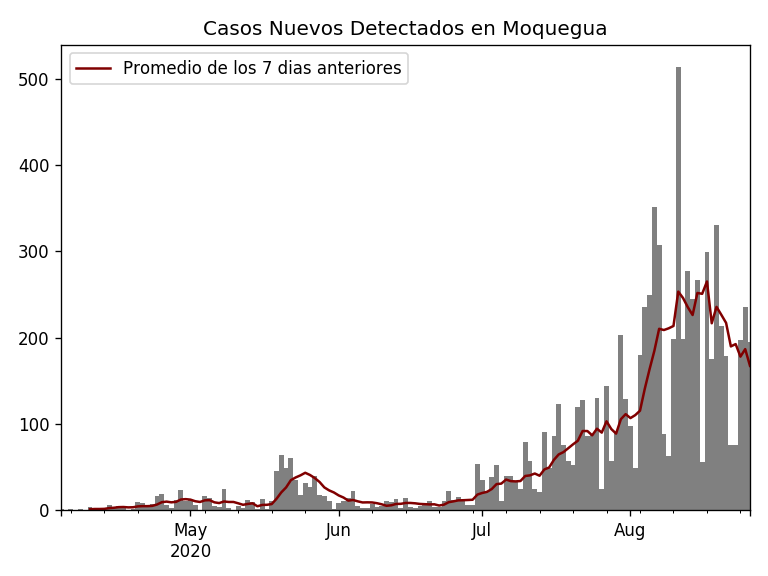 Casos Nuevos Detectados en Moquegua
Promedio de los 7 dias anteriores
500
400
300
200
100
0
May
2020
Jun
Jul
Aug